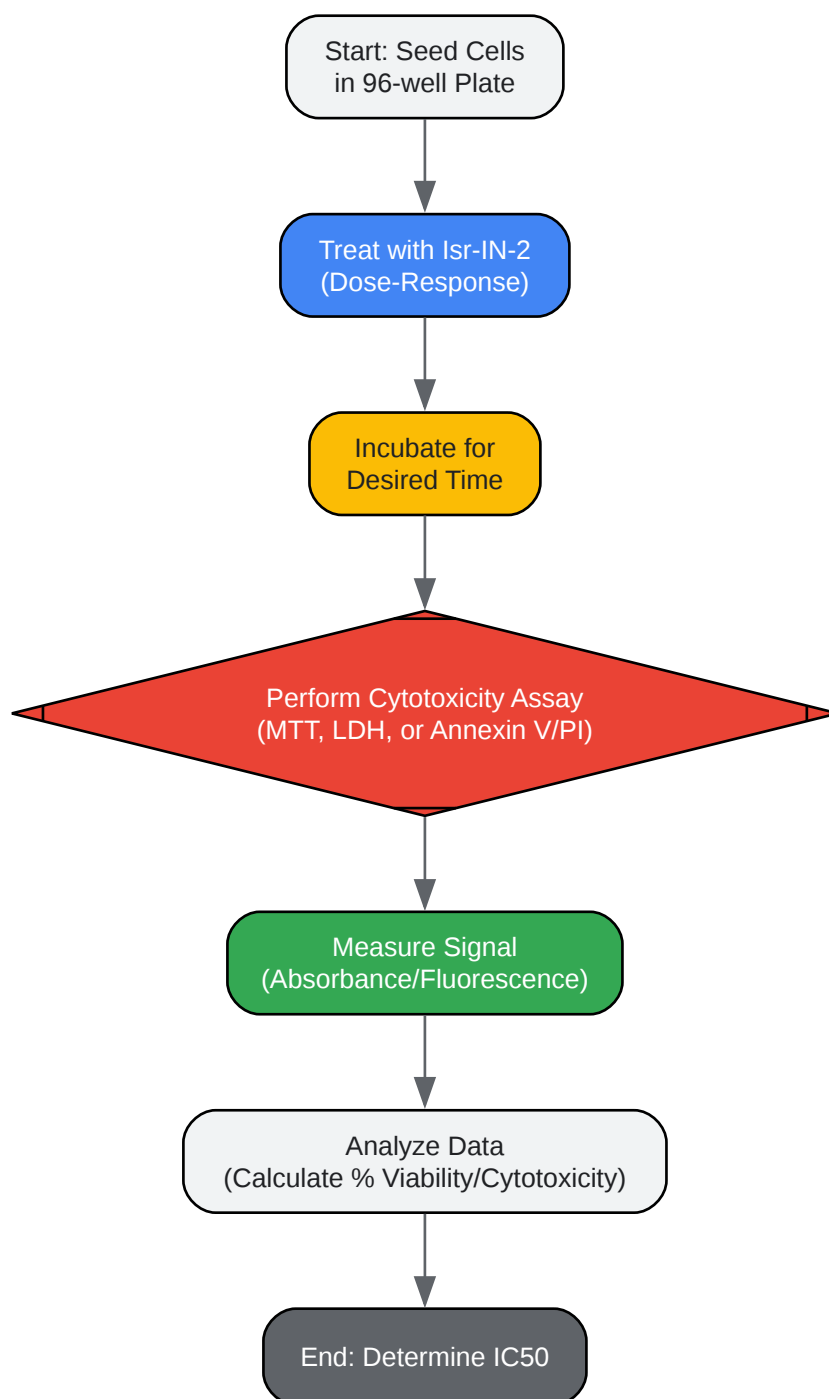 Start: Seed Cells
in 96-well Plate
Treat with Isr-IN-2
(Dose-Response)
Incubate for
Desired Time
Perform Cytotoxicity Assay
(MTT, LDH, or Annexin V/PI)
Measure Signal
(Absorbance/Fluorescence)
Analyze Data
(Calculate % Viability/Cytotoxicity)
End: Determine IC50